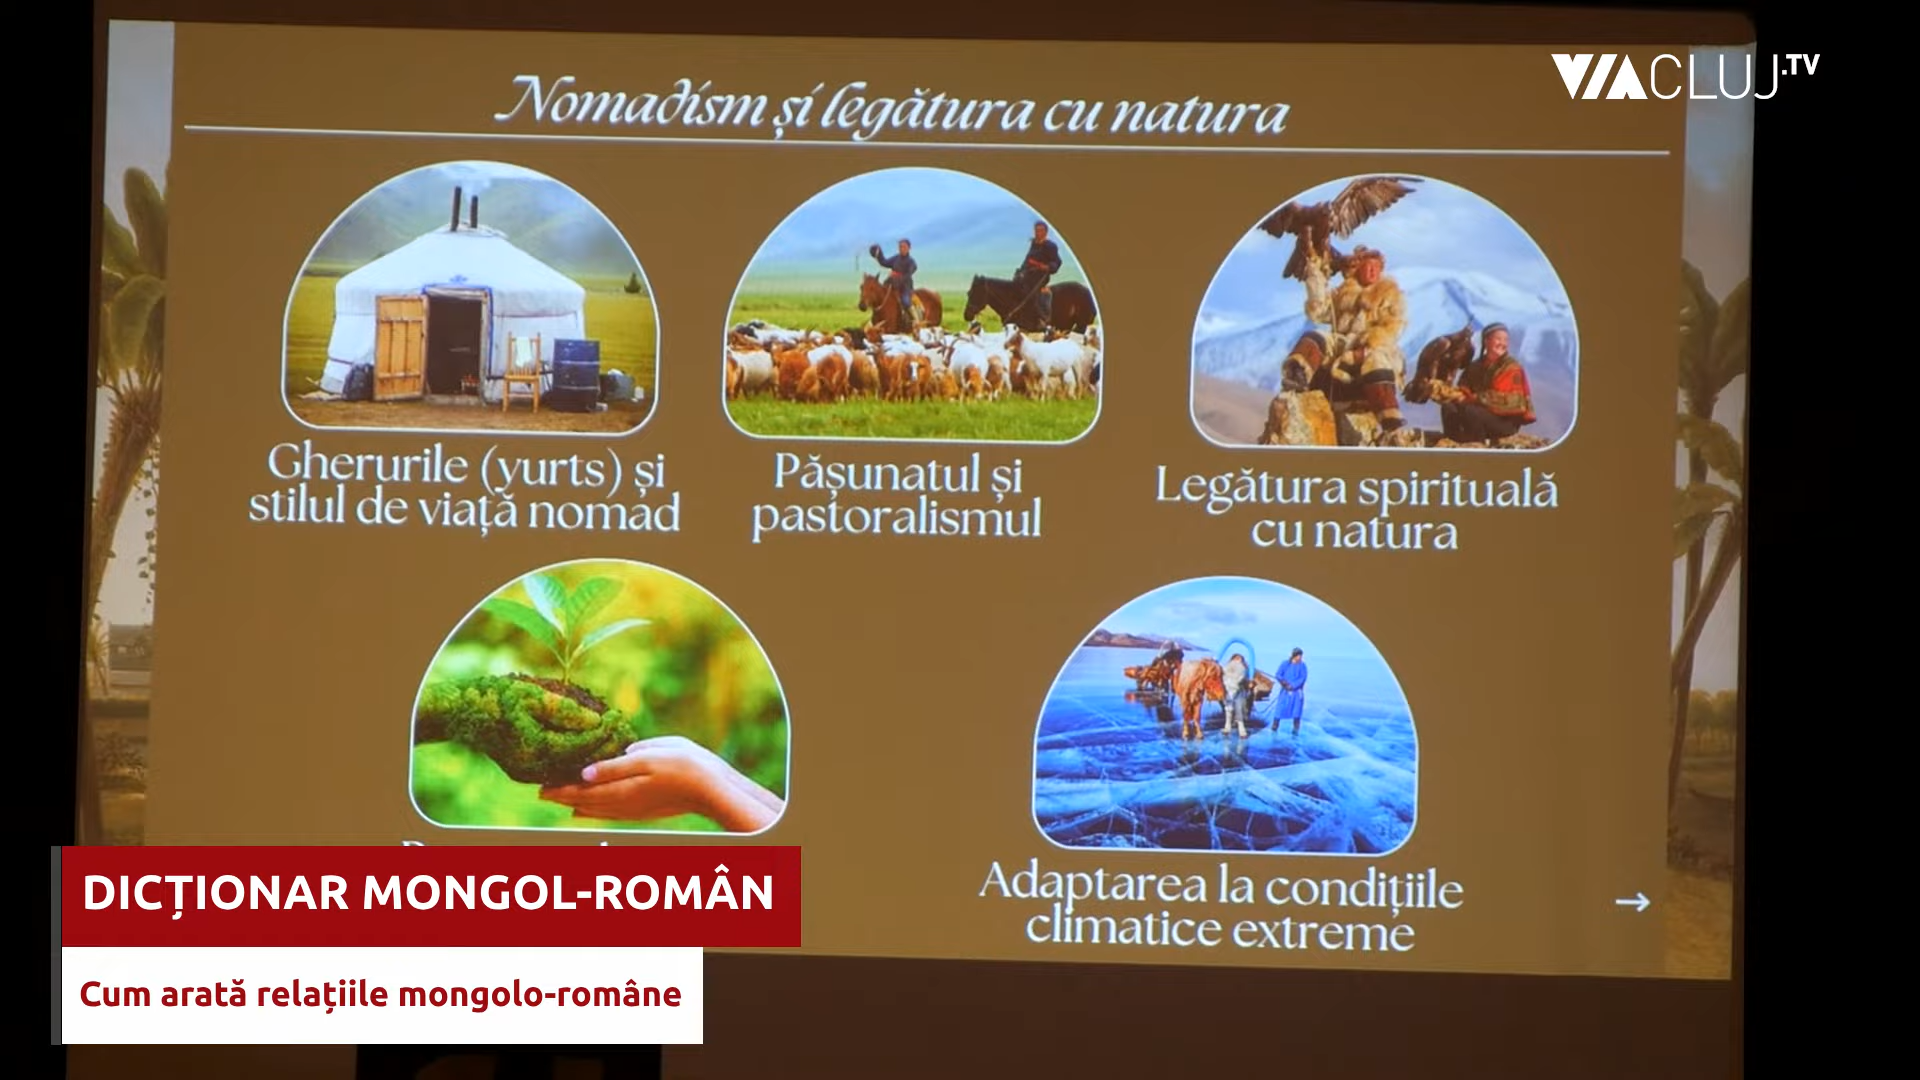 VIACLUJ.TV
Nomadism și legătura cu natura
Gherurile (yurts) și
stilul de viață nomad
Pășunatul și
pastoralismul
Legătura spirituală
cu natura
Adaptarea la condițiile
climatice extreme
→
DICȚIONAR MONGOL-ROMÂN
Cum arată relațiile mongolo-române